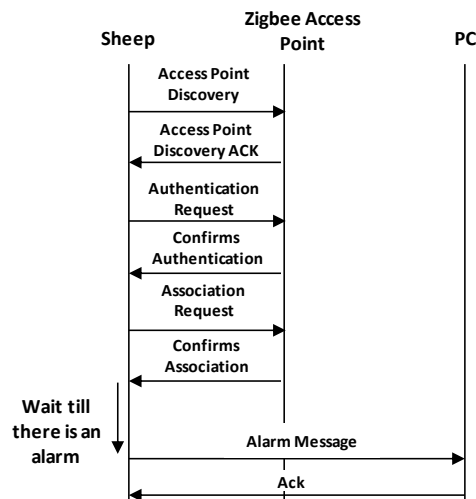 Zigbee Access
Sheep Point PC
Access Point
Discovery
Access Point
Discovery ACK
Authentication
Request
Confirms
Authentication
Association
Request
Confirms
Association
Wait till
there is an
alarm
Alarm Message
Ack